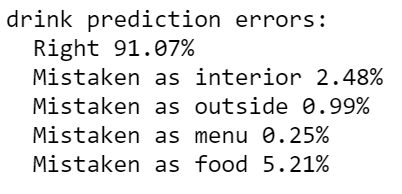 drink prediction errors:
Right 91.07%
Mistaken as interior 2.48%
Mistaken as outside 0.99%
Mistaken as menu 0.25%
Mistaken as food 5.21%